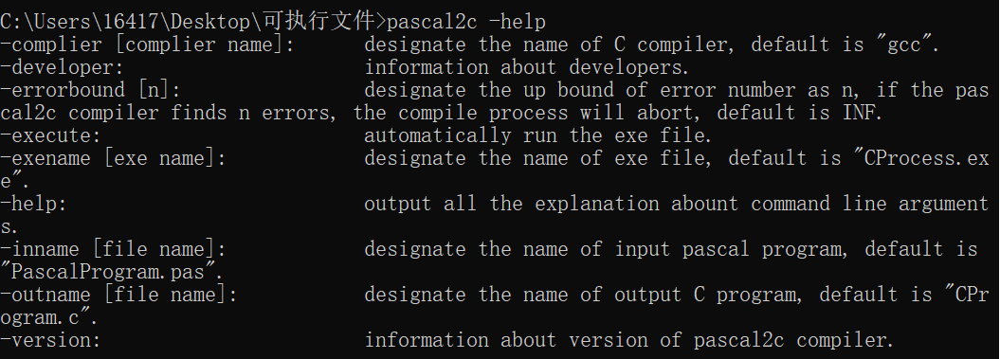 C:\Users\16417\Desktop\可执行文件>pascal2c -help
-complier [complier name]:      designate the name of C compiler, default is "gcc".
-developer:                     information about developers.
-errorbound [n]:                designate the up bound of error number as n, if the pas
cal2c compiler finds n errors, the compile process will abort, default is INF.
-execute:                       automatically run the exe file.
-exename [exe name]:            designate the name of exe file, default is "CProcess.ex
e".
-help:                          output all the explanation abount command line argument
s.
-inname [file name]:            designate the name of input pascal program, default is
"PascalProgram.pas".
-outname [file name]:           designate the name of output C program, default is "CPr
ogram.c".
-version:                       information about version of pascal2c compiler.